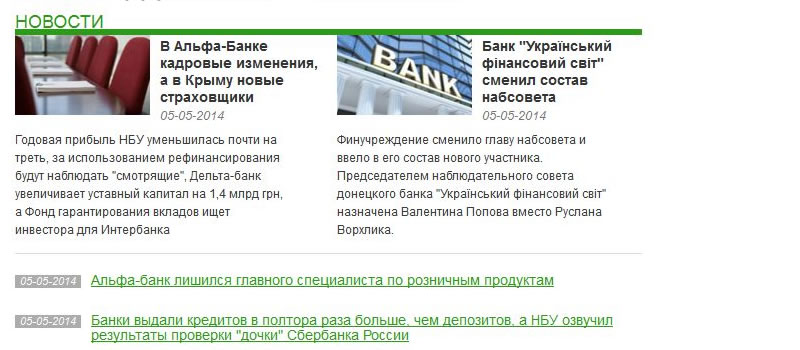 НОВОСТИ
В Альфа-Банке
кадровые изменения,
а в Крыму новые
страховщики
05-05-2014
Годовая прибыль НБУ уменьшилась почти на
треть, за использованием рефинансирования
будут наблюдать "смотрящие", Дельта-банк
увеличивает уставный капитал на 1,4 млрд грн,
а Фонд гарантирования вкладов ищет
инвестора для Интербанка
BANK
Банк "Український
фінансовий світ"
сменил состав
набсовета
05-05-2014
Финучреждение сменило главу набсовета и
ввело в его состав нового участника.
Председателем наблюдательного совета
донецкого банка "Український фінансовий світ"
назначена Валентина Попова вместо Руслана
Ворхлика.
05-05-2014 Альфа-банк лишился главного специалиста по розничным продуктам
05-05-2014 Банки выдали кредитов в полтора раза больше, чем депозитов, а НБУ озвучил
результаты проверки "дочки" Сбербанка России